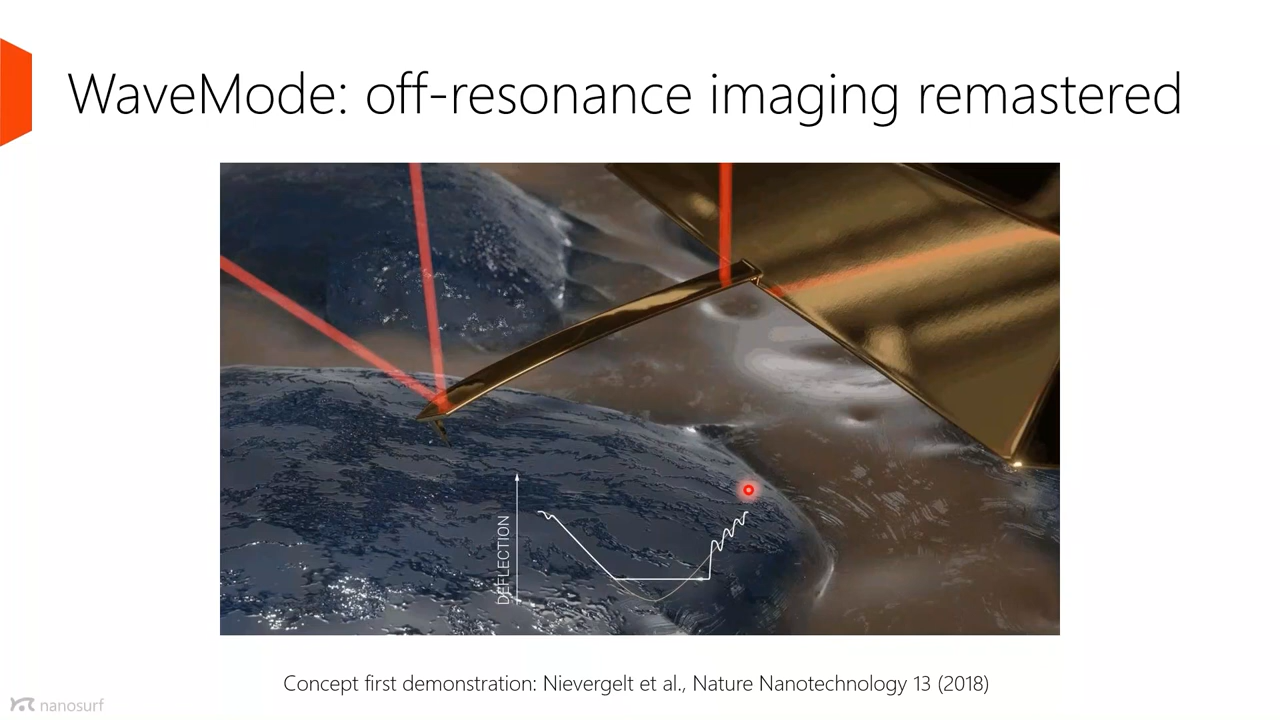 WaveMode: off-resonance imaging remastered
DEFLECTION
Concept first demonstration: Nievergelt et al., Nature Nanotechnology 13 (2018)
nanosurf